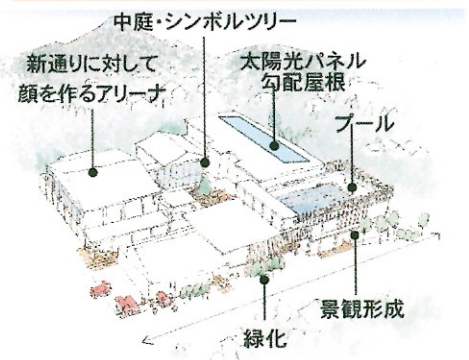 中庭・シンボルツリー
新通りに対して
顔を作るアリーナ
太陽光パネル
勾配屋根
プール
景観形成
緑化